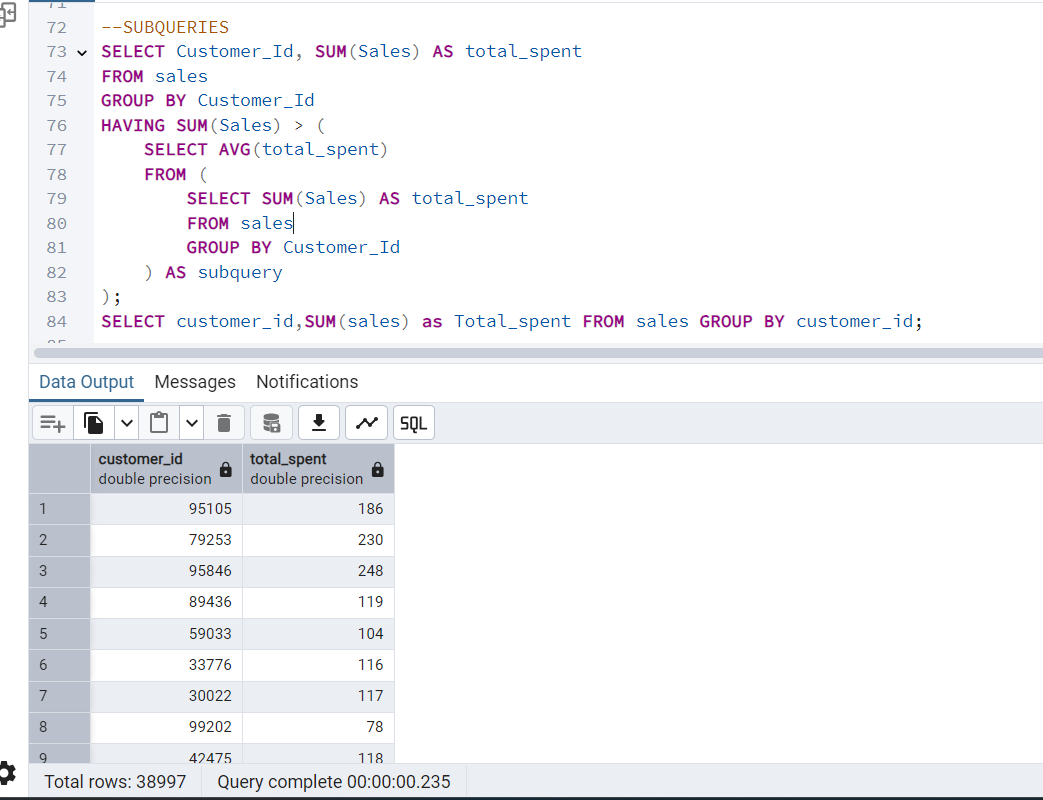 71
72 --SUBQUERIES
73 SELECT Customer_Id, SUM(Sales) AS total_spent
74 FROM sales
75 GROUP BY Customer_Id
76 HAVING SUM(Sales) > (
77 SELECT AVG(total_spent)
78 FROM (
79 SELECT SUM(Sales) AS total_spent
80 FROM sales
81 GROUP BY Customer_Id
82 ) AS subquery
83 );
84 SELECT customer_id,SUM(sales) as Total_spent FROM sales GROUP BY customer_id;
85
Data Output Messages Notifications
SQL
customer_id total_spent
double precision double precision
1 95105 186
2 79253 230
3 95846 248
4 89436 119
5 59033 104
6 33776 116
7 30022 117
8 99202 78
9 42475 118
Total rows: 38997 Query complete 00:00:00.235